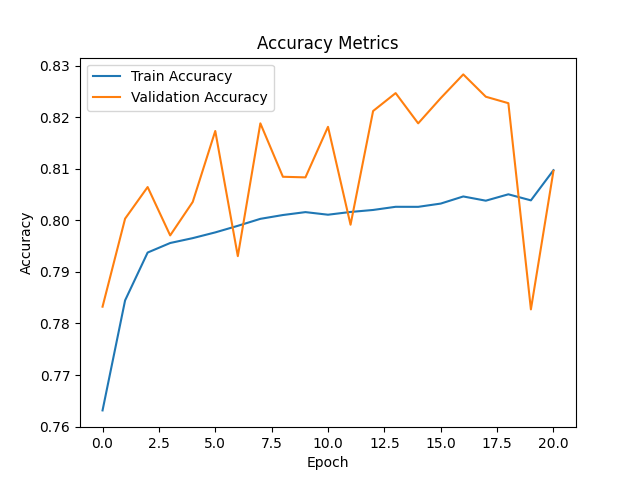 Accuracy Metrics
Train Accuracy
Validation Accuracy
0.83
0.82
0.81
0.80
0.79
0.78
0.77
0.76
Accuracy
0.0 2.5 5.0 7.5 10.0 12.5 15.0 17.5 20.0
Epoch